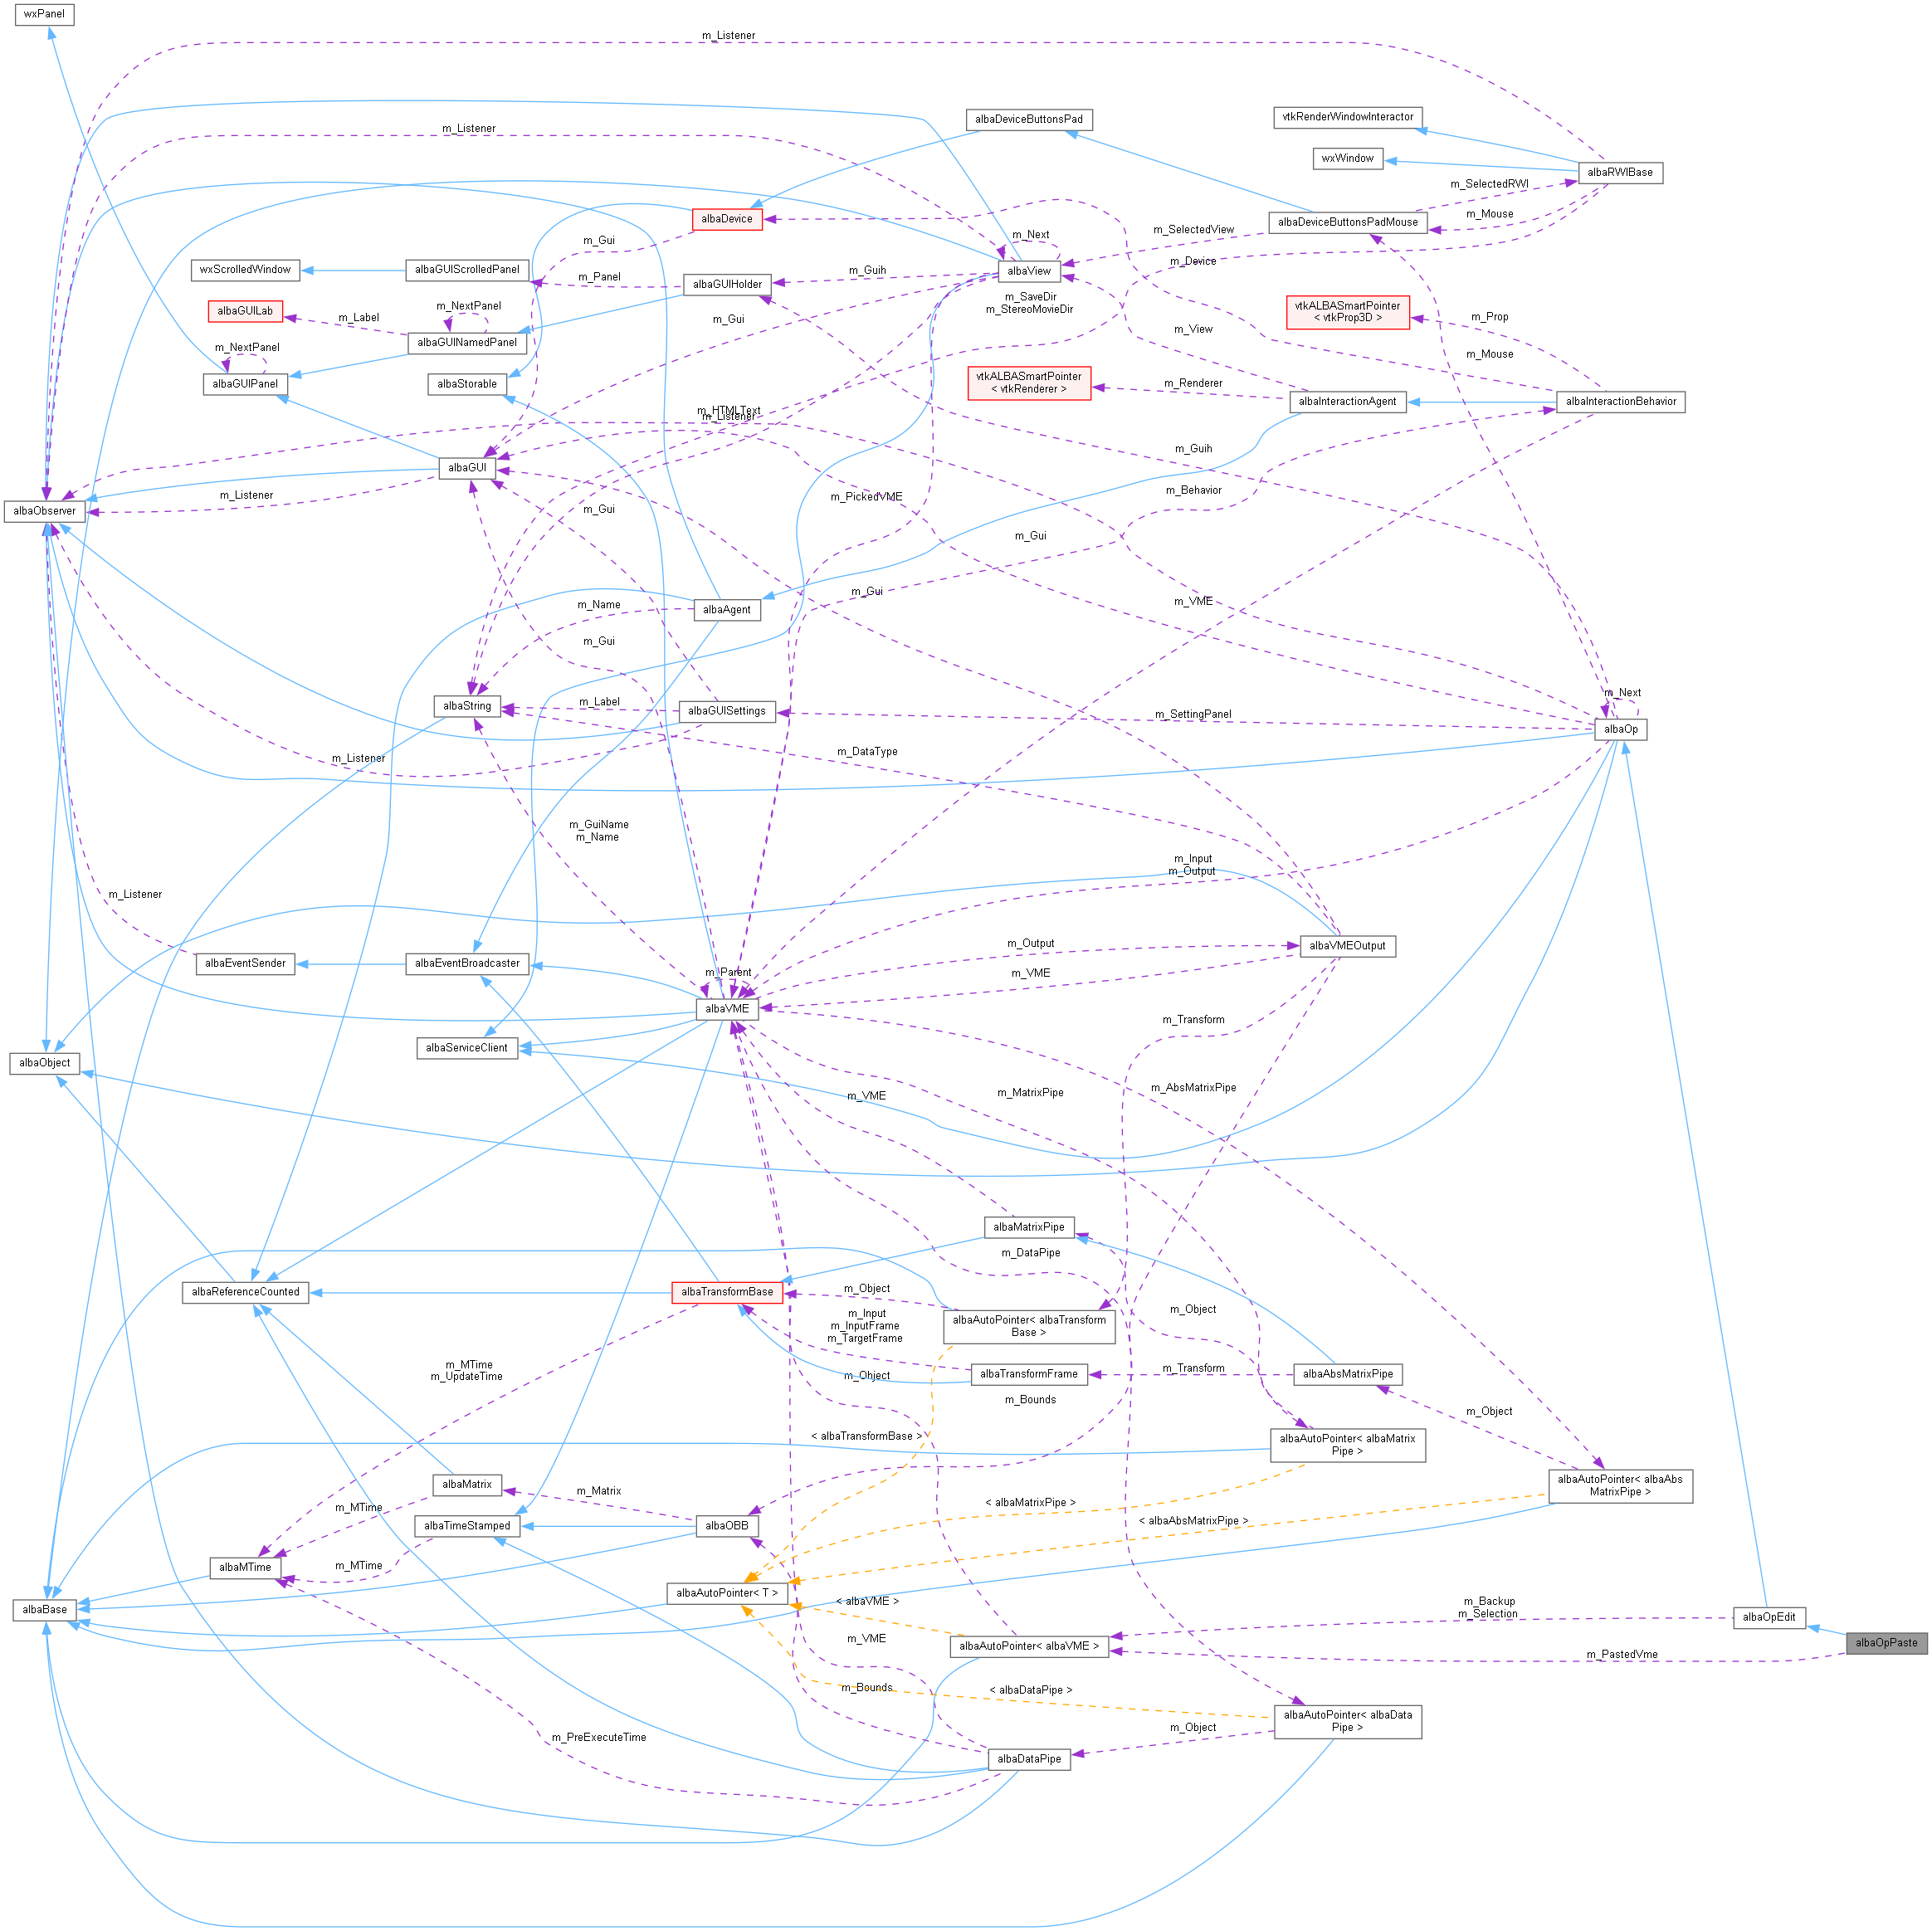 wxPanel
m_Listener
albaDeviceButtonsPad
vtkRenderWindowInteractor
m_Listener
wxWindow
albaRWIBase
m_SelectedRWI
albaDevice
albaDeviceButtonsPadMouse
m_Mouse
m_SelectedView
m_Next
m_Gui
m_Device
wxScrolledWindow
albaGUIScrolledPanel
m_Panel
albaGUIHolder
m_Guih
albaView
m_SaveDir
m_StereoMovieDir
albaGUILab
m_Label
m_NextPanel
albaGUINamedPanel
m_Gui
m_View
vtkALBASmartPointer
< vtkProp3D >
m_Prop
m_NextPanel
albaGUIPanel
albaStorable
vtkALBASmartPointer
< vtkRenderer >
m_Renderer
m_Mouse
albaInteractionAgent
albaInteractionBehavior
m_HTMLText
m_Listener
m_Guih
albaGUI
m_Listener
m_PickedVME
m_Behavior
albaObserver
m_Gui
m_Gui
m_Gui
m_VME
m_Name
albaAgent
m_Gui
albaString
m_Label
albaGUISettings
m_SettingPanel
m_Next
albaOp
m_Listener
m_DataType
m_GuiName
m_Name
m_Input
m_Output
m_Listener
albaEventSender
albaEventBroadcaster
m_Output
albaVMEOutput
m_Parent
m_VME
albaVME
m_Transform
albaServiceClient
albaObject
m_VME
m_MatrixPipe
m_AbsMatrixPipe
albaMatrixPipe
m_DataPipe
albaReferenceCounted
albaTransformBase
m_Object
albaAutoPointer< albaTransform
Base >
m_Object
m_Input
m_InputFrame
m_TargetFrame
m_MTime
m_UpdateTime
m_Object
albaTransformFrame
m_Transform
albaAbsMatrixPipe
m_Bounds
m_Object
< albaTransformBase >
albaAutoPointer< albaMatrix
Pipe >
albaMatrix
m_Matrix
albaAutoPointer< albaAbs
MatrixPipe >
m_MTime
< albaMatrixPipe >
albaTimeStamped
albaOBB
< albaAbsMatrixPipe >
albaMTime
m_MTime
albaAutoPointer< T >
< albaVME >
albaBase
m_Backup
m_Selection
albaOpEdit
m_VME
albaAutoPointer< albaVME >
m_PastedVme
albaOpPaste
m_Bounds
< albaDataPipe >
albaAutoPointer< albaData
Pipe >
m_PreExecuteTime
m_Object
albaDataPipe